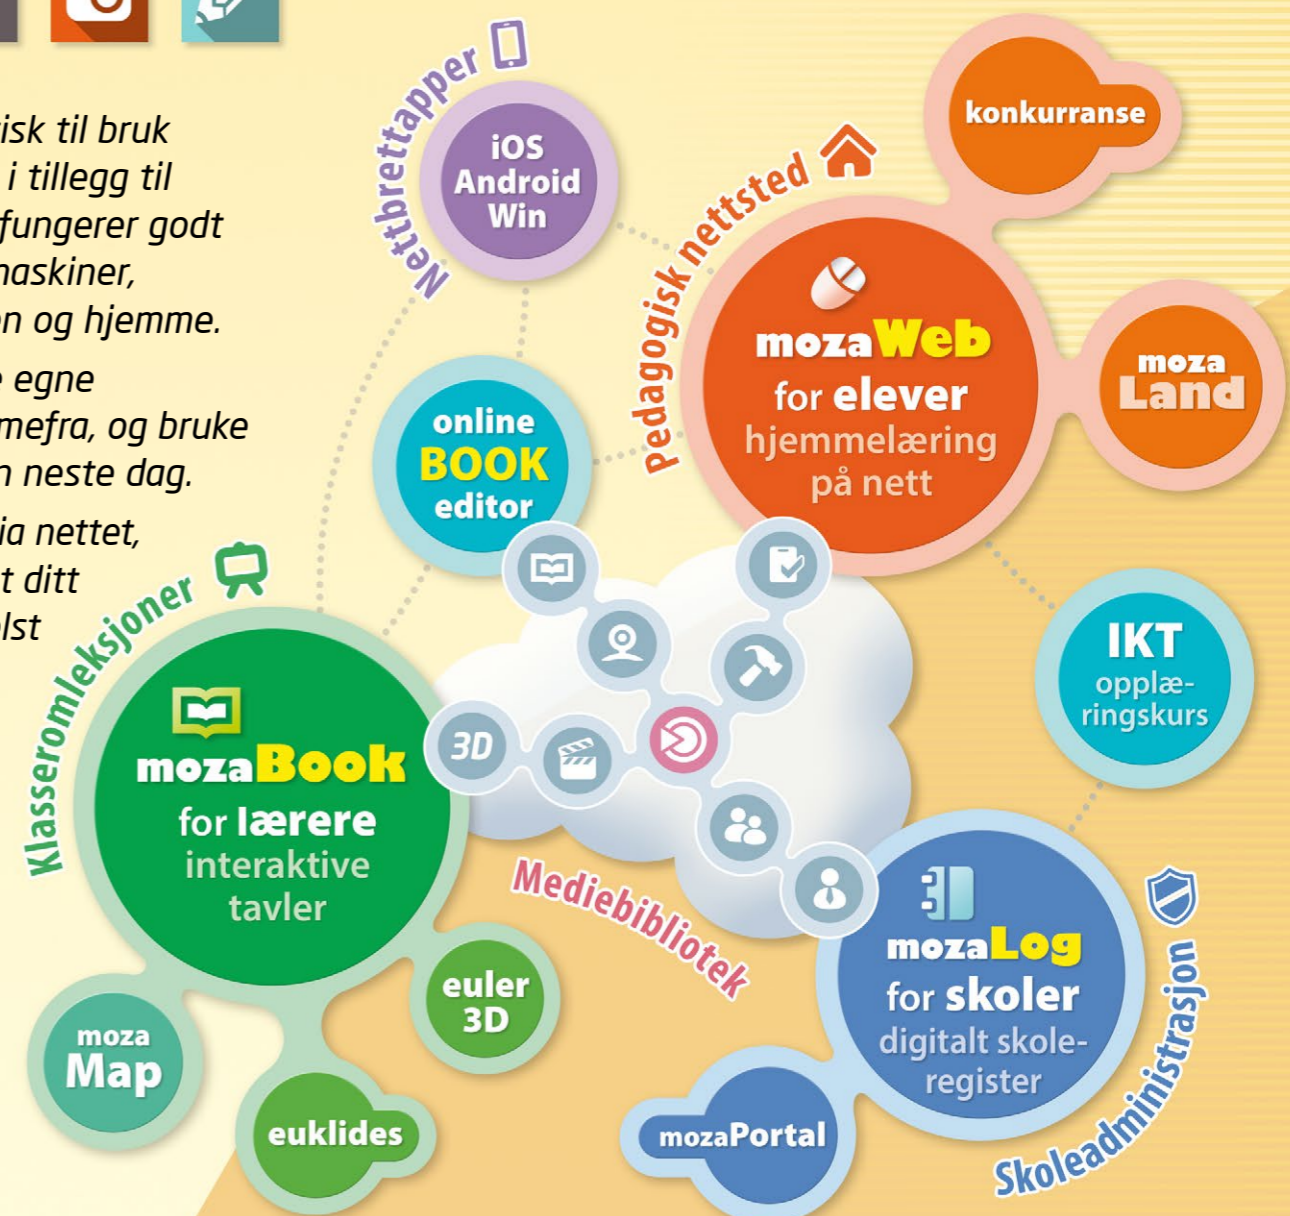 isk til bruk
i tillegg til
fungerer godt
maskiner,
n og hjemme.
e egne
mefra, og bruke
n neste dag.
ia nettet,
t ditt
lst
Nettbrettapper
iOS
Android
Win
Pedagogisk nettsted
konkurranse
mozaWeb
for elever
hjemmelæring
på nett
moza
Land
online
BOOK
editor
IKT
opplæ-
ringskurs
Klasseromleksjoner
mozaBook
for lærere
interaktive
tavler
3D
Mediebibliotek
mozaLog
for skoler
digitalt skole-
register
Skoleadministrasjon
euler
3D
moza
Map
euklides
mozaPortal